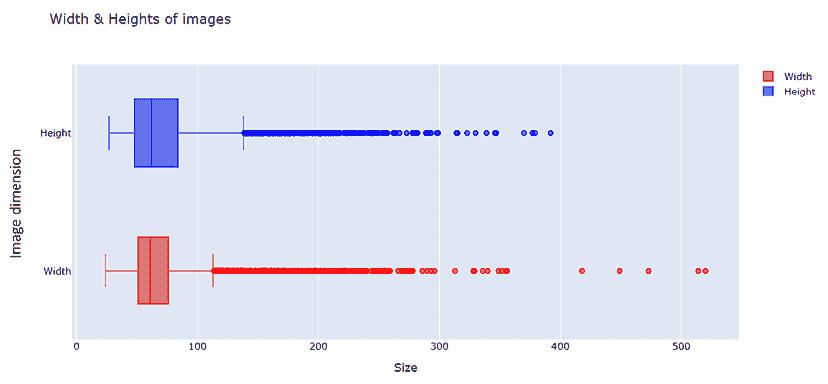 Width & Heights of images
Width
Height
Height
Width
Image dimension
0 100 200 300 400 500
Size